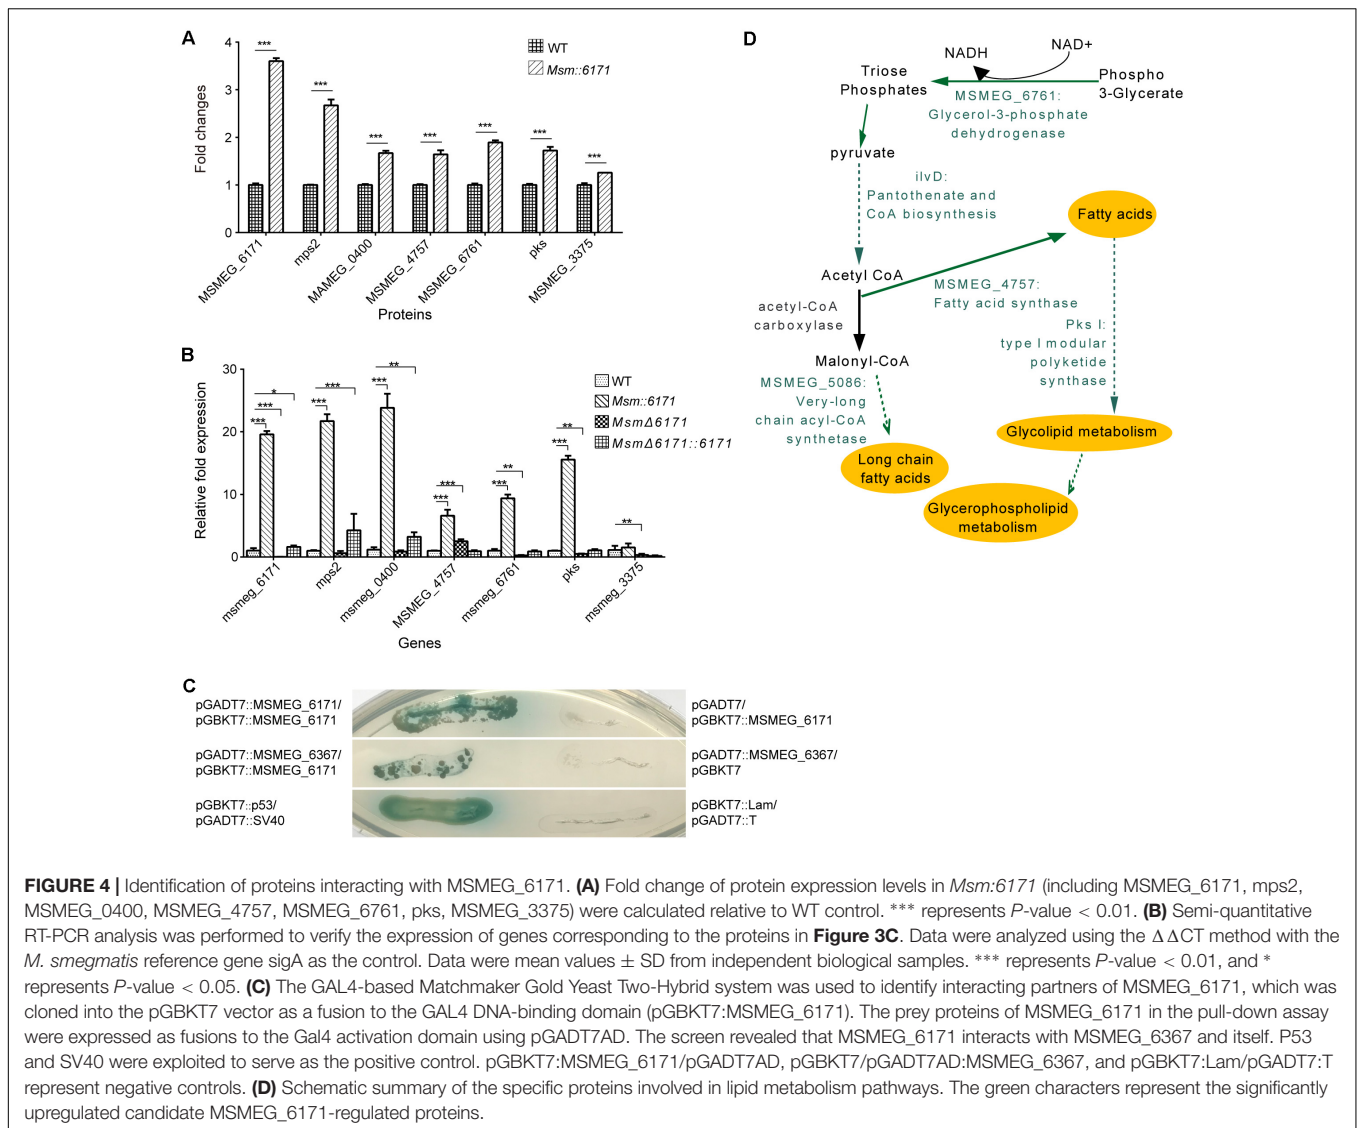 A
4
3
2
1
0
Fold changes
***
***
***
***
***
***
***
WT
Msm::6171
MSMEG_6171
mps2
MAMEG_0400
MSMEG_4757
MSMEG_6761
pks
MSMEG_3375
Proteins
B
30
20
10
0
Relative fold expression
*
***
***
***
***
**
***
***
***
**
***
**
***
**
WT
Msm::6171
MsmΔ6171
MsmΔ6171::6171
msmeg_6171
mps2
msmeg_0400
MSMEG_4757
msmeg_6761
pks
msmeg_3375
Genes
C
pGADT7::MSMEG_6171/
pGBKT7::MSMEG_6171
pGADT7/
pGBKT7::MSMEG_6171
pGADT7::MSMEG_6367/
pGBKT7::MSMEG_6171
pGADT7::MSMEG_6367/
pGBKT7
pGBKT7::p53/
pGADT7::SV40
pGBKT7::Lam/
pGADT7::T
D
NADH
NAD+
Triose
Phosphates
Phospho
3-Glycerate
MSMEG_6761:
Glycerol-3-phosphate
dehydrogenase
pyruvate
ilvD:
Pantothenate and
CoA biosynthesis
Fatty acids
Acetyl CoA
MSMEG_4757:
Fatty acid synthase
acetyl-CoA
carboxylase
Pks I:
type I modular
polyketide
synthase
Malonyl-CoA
MSMEG_5086:
Very-long
chain acyl-CoA
synthetase
Glycolipid metabolism
Long chain
fatty acids
Glycerophospholipid
metabolism
FIGURE 4 | Identification of proteins interacting with MSMEG_6171. (A) Fold change of protein expression levels in Msm:6171 (including MSMEG_6171, mps2,
MSMEG_0400, MSMEG_4757, MSMEG_6761, pks, MSMEG_3375) were calculated relative to WT control. *** represents P-value < 0.01. (B) Semi-quantitative
RT-PCR analysis was performed to verify the expression of genes corresponding to the proteins in Figure 3C. Data were analyzed using the ΔΔCT method with the
M. smegmatis reference gene sigA as the control. Data were mean values ± SD from independent biological samples. *** represents P-value < 0.01, and *
represents P-value < 0.05. (C) The GAL4-based Matchmaker Gold Yeast Two-Hybrid system was used to identify interacting partners of MSMEG_6171, which was
cloned into the pGBKT7 vector as a fusion to the GAL4 DNA-binding domain (pGBKT7:MSMEG_6171). The prey proteins of MSMEG_6171 in the pull-down assay
were expressed as fusions to the Gal4 activation domain using pGADT7AD. The screen revealed that MSMEG_6171 interacts with MSMEG_6367 and itself. P53
and SV40 were exploited to serve as the positive control. pGBKT7:MSMEG_6171/pGADT7AD, pGBKT7/pGADT7AD:MSMEG_6367, and pGBKT7:Lam/pGADT7:T
represent negative controls. (D) Schematic summary of the specific proteins involved in lipid metabolism pathways. The green characters represent the significantly
upregulated candidate MSMEG_6171-regulated proteins.